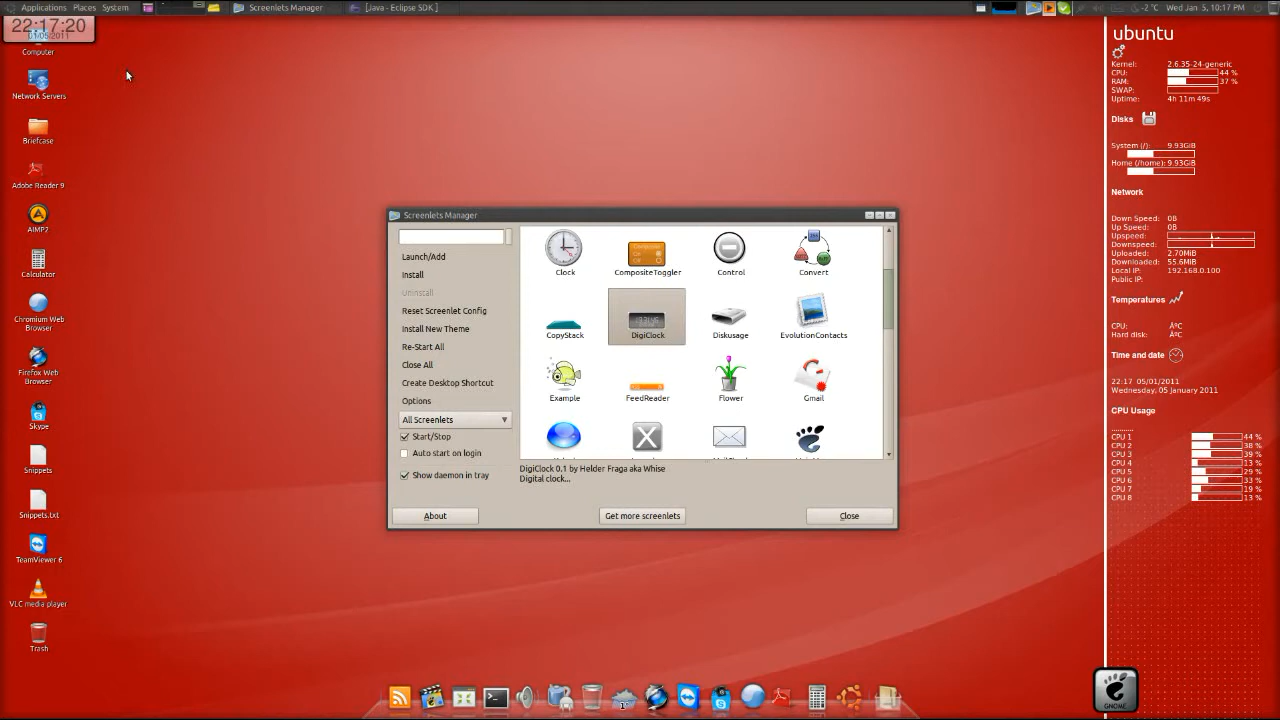 Applications Places System
Screenlets Manager
[Java - Eclipse SDK ]
-2 °C Wed Jan 5, 10:17 PM
22:17:20
01/05/2011
Computer
Network Servers
Briefcase
Adobe Reader 9
AIMP2
Calculator
Chromium Web
Browser
Firefox Web
Browser
Skype
Snippets
Snippets.txt
TeamViewer 6
VLC media player
Trash
Screenlets Manager
Launch/Add
Install
Uninstall
Reset Screenlet Config
Install New Theme
Re-Start All
Close All
Create Desktop Shortcut
Options
All Screenlets
Start/Stop
Auto start on login
Show daemon in tray
Clock
CompositeToggler
Control
Convert
CopyStack
DigiClock
Diskusage
EvolutionContacts
Example
FeedReader
Flower
Gmail
DigiClock 0.1 by Helder Fraga aka Whise
Digital clock...
About
Get more screenlets
Close
ubuntu
Kernel: 2.6.35-24-generic
CPU: 44 %
RAM: 37 %
SWAP:
Uptime: 4h 11m 49s
Disks
System (/): 9.93GiB
Home (/home): 9.93GiB
Network
Down Speed: 0B
Up Speed: 0B
Upspeed:
Downspeed:
Uploaded: 2.70MiB
Downloaded: 55.6MiB
Local IP: 192.168.0.100
Public IP:
Temperatures
CPU: ÂºC
Hard disk: ÂºC
Time and date
22:17 05/01/2011
Wednesday, 05 January 2011
CPU Usage
...........
CPU 1 44 %
CPU 2 38 %
CPU 3 39 %
CPU 4 13 %
CPU 5 29 %
CPU 6 33 %
CPU 7 19 %
CPU 8 13 %
GNOME